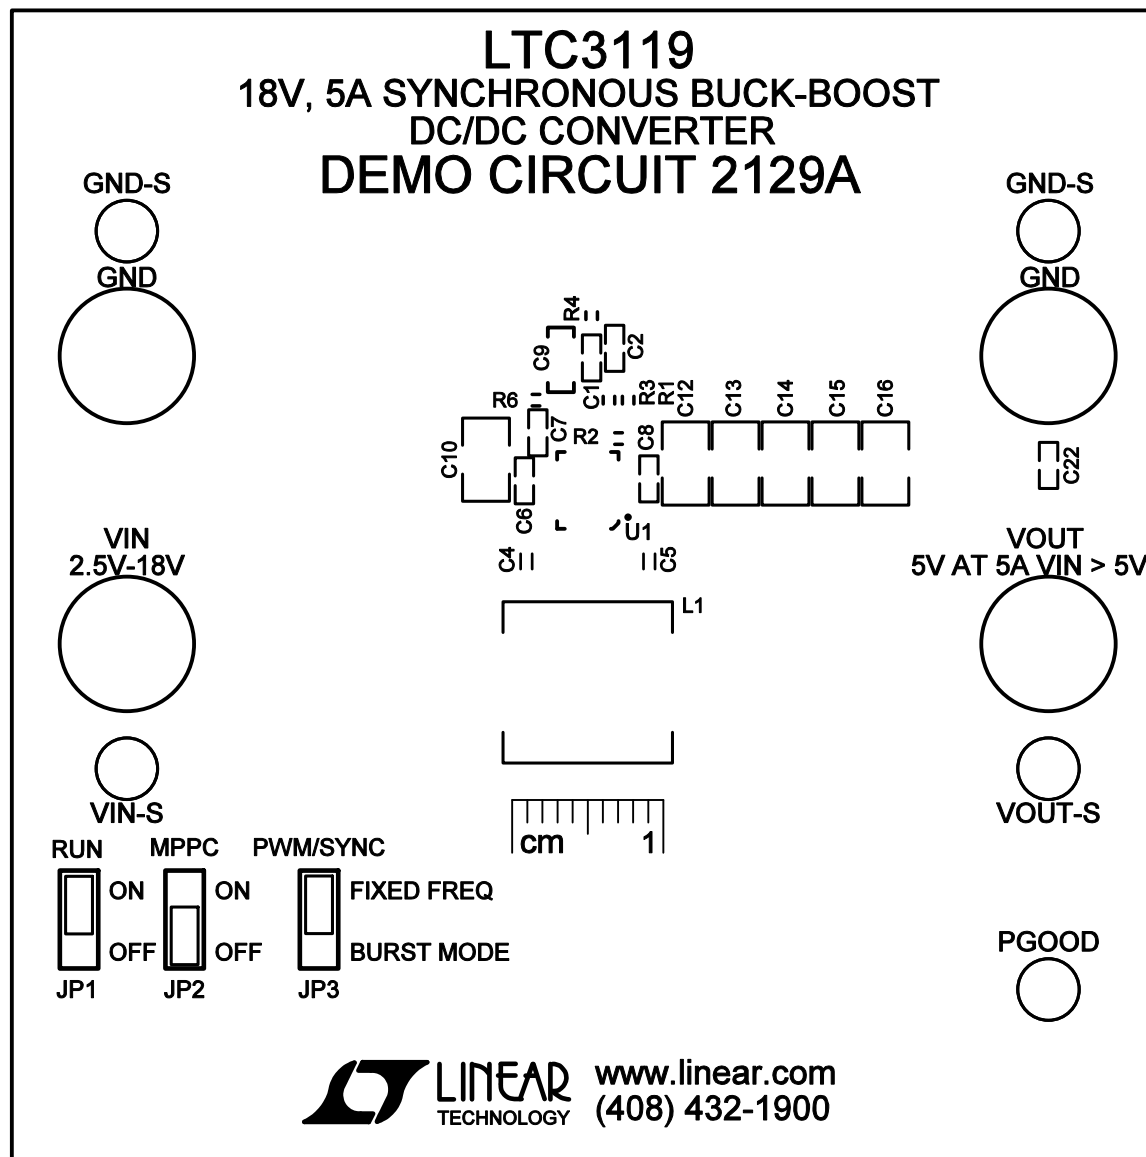 LTC3119
18V, 5A SYNCHRONOUS BUCK-BOOST
DC/DC CONVERTER
DEMO CIRCUIT 2129A
GND-S
GND-S
GND
GND
R4
C9
C1
C2
R6
C7
R2
R3
R1
C8
C12
C13
C14
C15
C16
C10
C6
C22
U1
C4
C5
VIN
2.5V-18V
VOUT
5V AT 5A VIN > 5V
L1
VIN-S
VOUT-S
cm 1
RUN
MPPC
PWM/SYNC
ON
ON
FIXED FREQ
OFF
OFF
BURST MODE
JP1
JP2
JP3
PGOOD
LINEAR
TECHNOLOGY
www.linear.com
(408) 432-1900